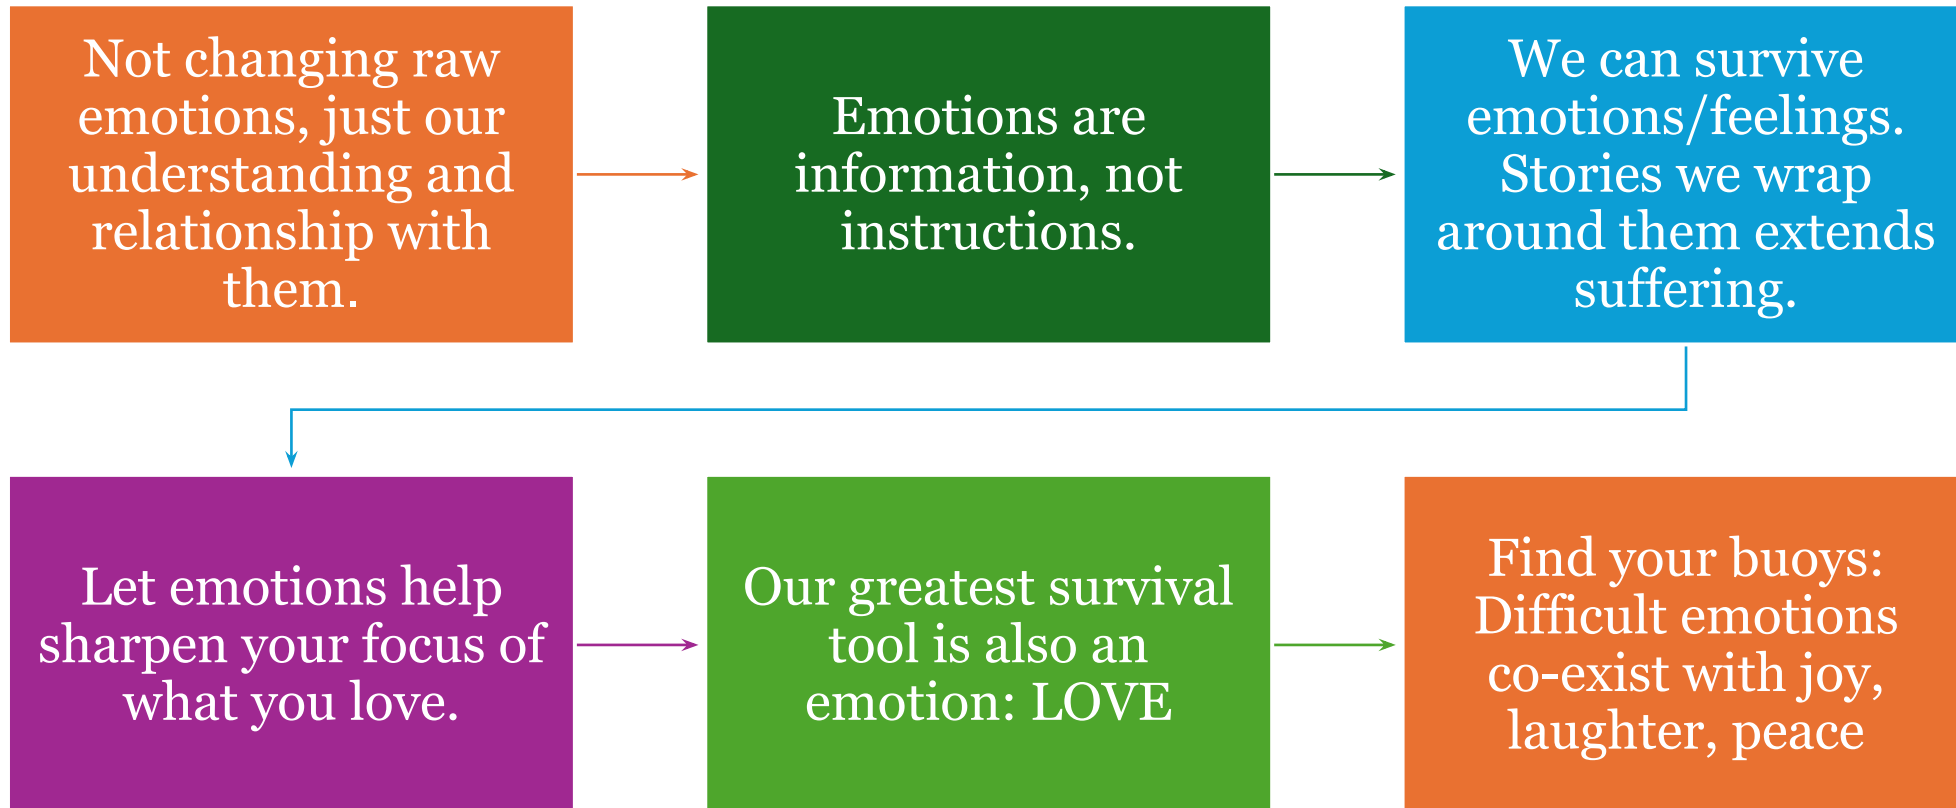 Not changing raw
emotions, just our
understanding and
relationship with
them.
Emotions are
information, not
instructions.
We can survive
emotions/feelings.
Stories we wrap
around them extends
suffering.
Let emotions help
sharpen your focus of
what you love.
Our greatest survival
tool is also an
emotion: LOVE
Find your buoys:
Difficult emotions
co-exist with joy,
laughter, peace